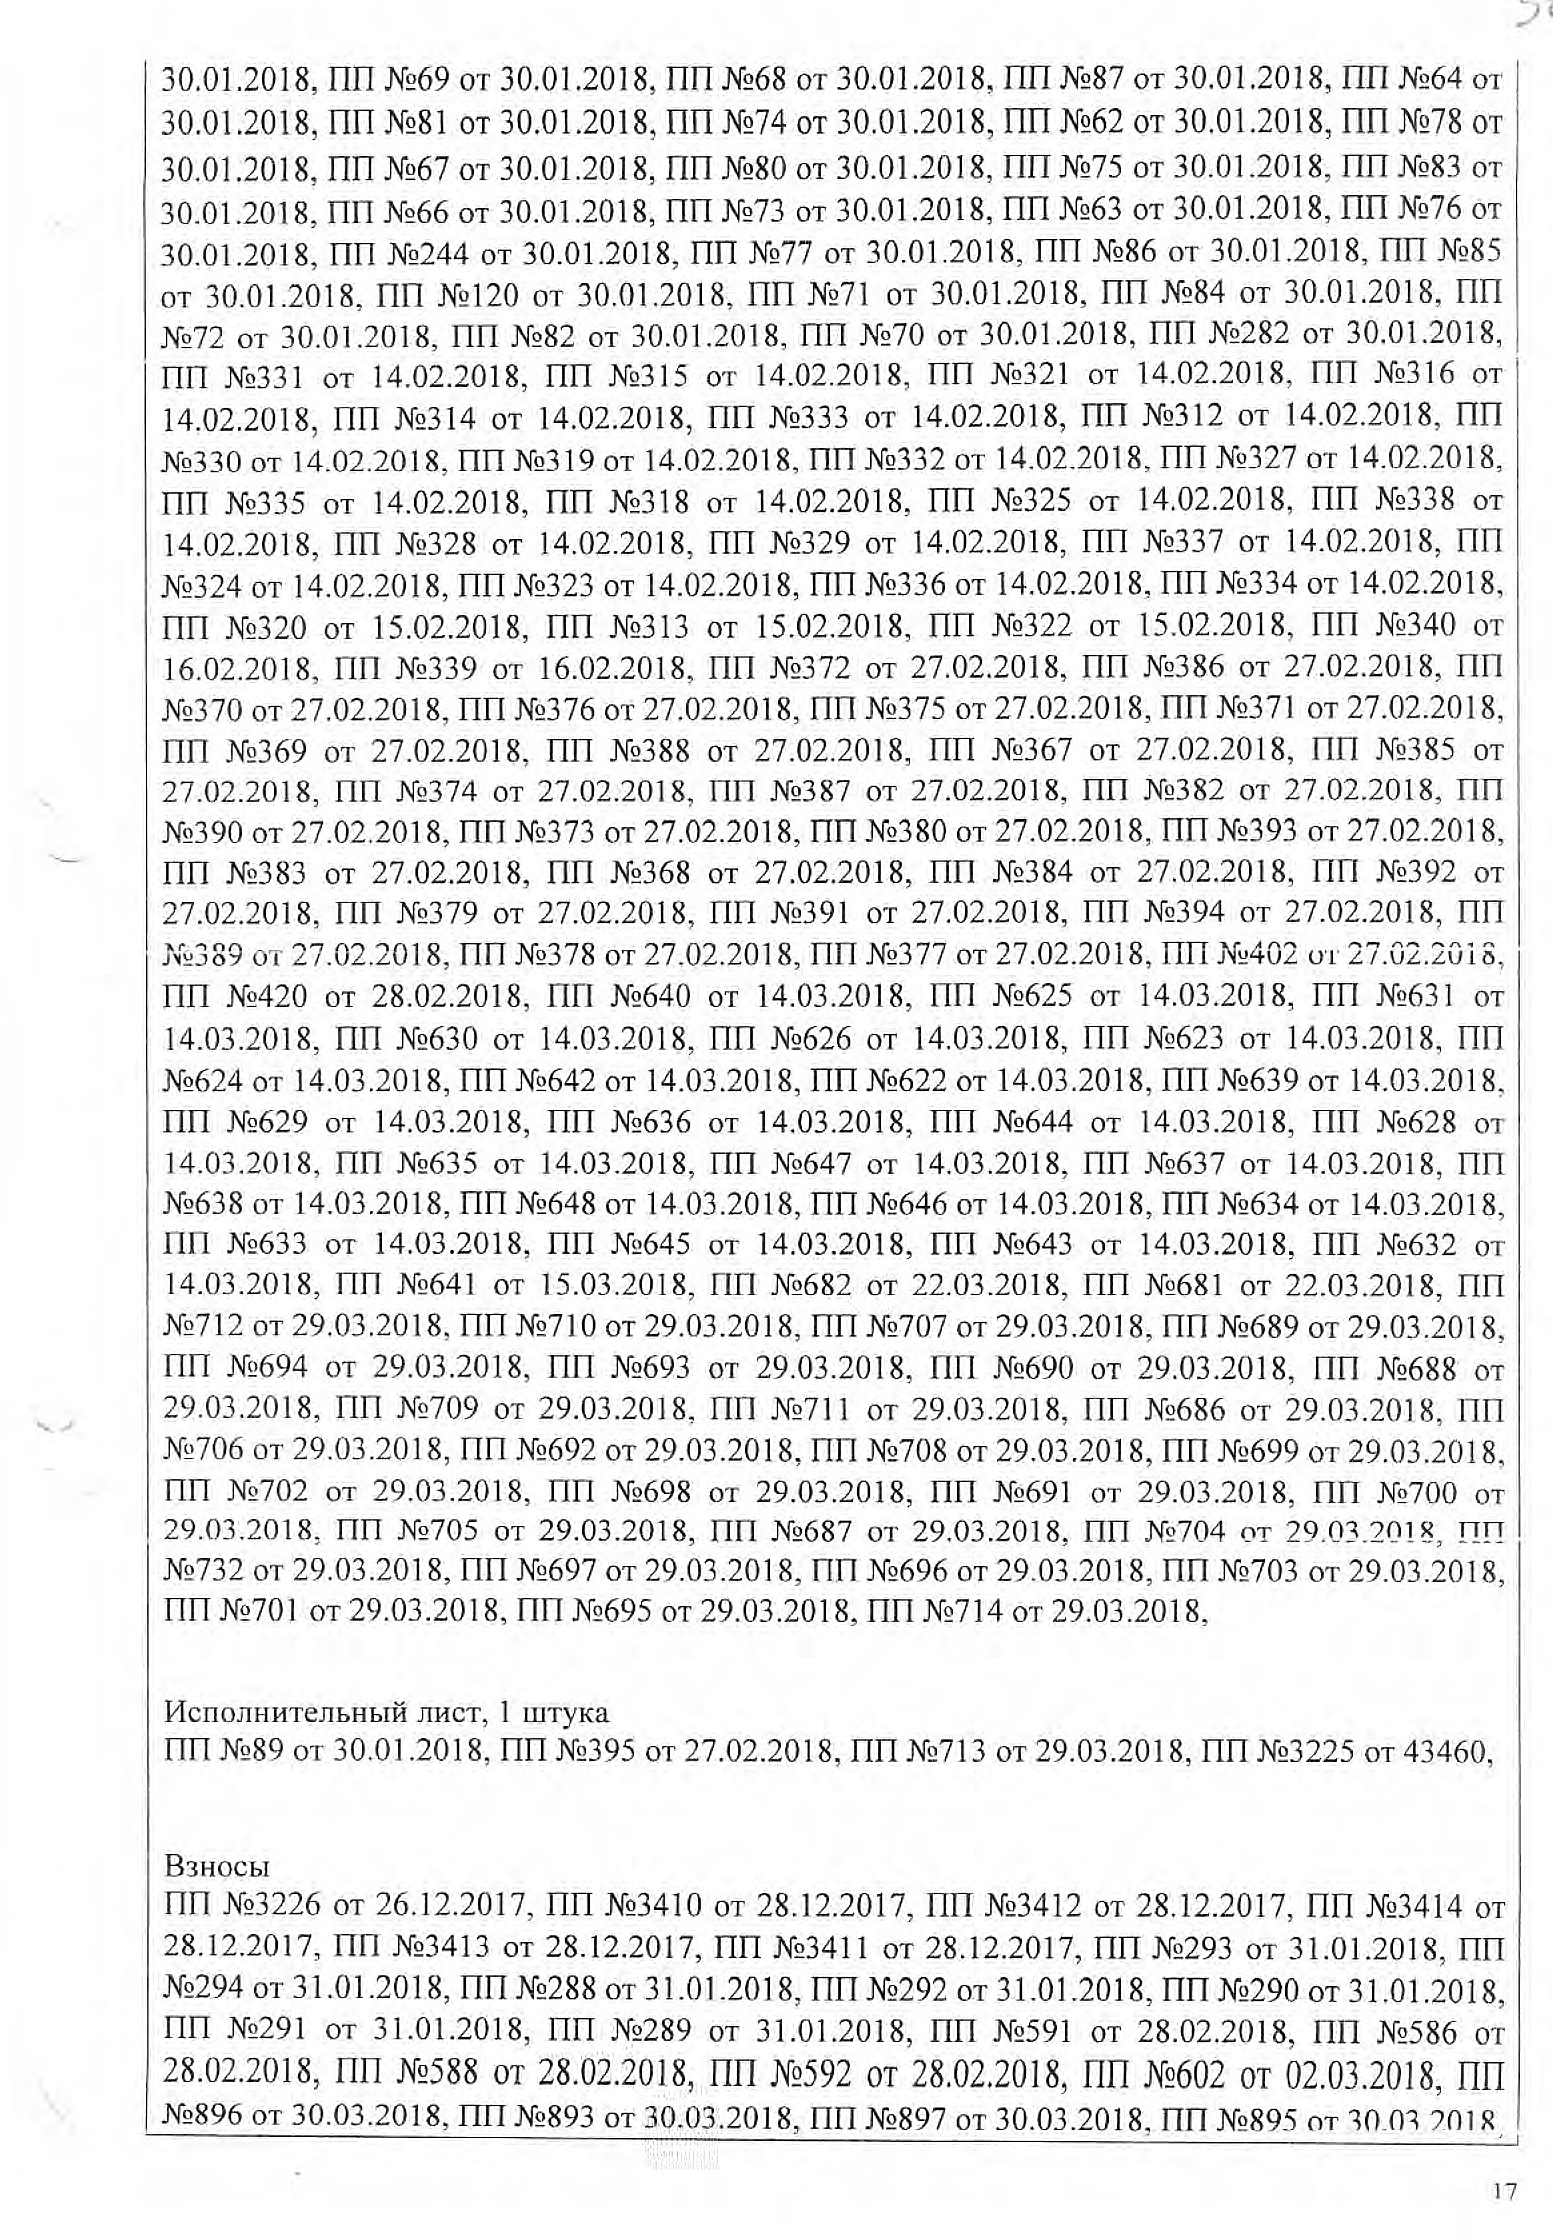 30.01.2018, ПП №69 от 30.01.2018, ПП №68 от 30.01.2018, ПП №87 от 30.01.2018, ПП №64 от
30.01.2018, ПП №81 от 30.01.2018, ПП №74 от 30.01.2018, ПП №62 от 30.01.2018, ПП №78 от
30.01.2018, ПП №67 от 30.01.2018, ПП №80 от 30.01.2018, ПП №75 от 30.01.2018, ПП №83 от
30.01.2018, ПП №66 от 30.01.2018, ПП №73 от 30.01.2018, ПП №63 от 30.01.2018, ПП №76 от
30.01.2018, ПП №244 от 30.01.2018, ПП №77 от 30.01.2018, ПП №86 от 30.01.2018, ПП №85
от 30.01.2018, ПП №120 от 30.01.2018, ПП №71 от 30.01.2018, ПП №84 от 30.01.2018, ПП
№72 от 30.01.2018, ПП №82 от 30.01.2018, ПП №70 от 30.01.2018, ПП №282 от 30.01.2018,
ПП №331 от 14.02.2018, ПП №315 от 14.02.2018, ПП №321 от 14.02.2018, ПП №316 от
14.02.2018, ПП №314 от 14.02.2018, ПП №333 от 14.02.2018, ПП №312 от 14.02.2018, ПП
№330 от 14.02.2018, ПП №319 от 14.02.2018, ПП №332 от 14.02.2018, ПП №327 от 14.02.2018,
ПП №335 от 14.02.2018, ПП №318 от 14.02.2018, ПП №325 от 14.02.2018, ПП №338 от
14.02.2018, ПП №328 от 14.02.2018, ПП №329 от 14.02.2018, ПП №337 от 14.02.2018, ПП
№324 от 14.02.2018, ПП №323 от 14.02.2018, ПП №336 от 14.02.2018, ПП №334 от 14.02.2018,
ПП №320 от 15.02.2018, ПП №313 от 15.02.2018, ПП №322 от 15.02.2018, ПП №340 от
16.02.2018, ПП №339 от 16.02.2018, ПП №372 от 27.02.2018, ПП №386 от 27.02.2018, ПП
№370 от 27.02.2018, ПП №376 от 27.02.2018, ПП №375 от 27.02.2018, ПП №371 от 27.02.2018,
ПП №369 от 27.02.2018, ПП №388 от 27.02.2018, ПП №367 от 27.02.2018, ПП №385 от
27.02.2018, ПП №374 от 27.02.2018, ПП №387 от 27.02.2018, ПП №382 от 27.02.2018, ПП
№390 от 27.02.2018, ПП №373 от 27.02.2018, ПП №380 от 27.02.2018, ПП №393 от 27.02.2018,
ПП №383 от 27.02.2018, ПП №368 от 27.02.2018, ПП №384 от 27.02.2018, ПП №392 от
27.02.2018, ПП №379 от 27.02.2018, ПП №391 от 27.02.2018, ПП №394 от 27.02.2018, ПП
№389 от 27.02.2018, ПП №378 от 27.02.2018, ПП №377 от 27.02.2018, ПП №402 от 27.02.2018,
ПП №420 от 28.02.2018, ПП №640 от 14.03.2018, ПП №625 от 14.03.2018, ПП №631 от
14.03.2018, ПП №630 от 14.03.2018, ПП №626 от 14.03.2018, ПП №623 от 14.03.2018, ПП
№624 от 14.03.2018, ПП №642 от 14.03.2018, ПП №622 от 14.03.2018, ПП №639 от 14.03.2018,
ПП №629 от 14.03.2018, ПП №636 от 14.03.2018, ПП №644 от 14.03.2018, ПП №628 от
14.03.2018, ПП №635 от 14.03.2018, ПП №647 от 14.03.2018, ПП №637 от 14.03.2018, ПП
№638 от 14.03.2018, ПП №648 от 14.03.2018, ПП №646 от 14.03.2018, ПП №634 от 14.03.2018,
ПП №633 от 14.03.2018, ПП №645 от 14.03.2018, ПП №643 от 14.03.2018, ПП №632 от
14.03.2018, ПП №641 от 15.03.2018, ПП №682 от 22.03.2018, ПП №681 от 22.03.2018, ПП
№712 от 29.03.2018, ПП №710 от 29.03.2018, ПП №707 от 29.03.2018, ПП №689 от 29.03.2018,
ПП №694 от 29.03.2018, ПП №693 от 29.03.2018, ПП №690 от 29.03.2018, ПП №688 от
29.03.2018, ПП №709 от 29.03.2018, ПП №711 от 29.03.2018, ПП №686 от 29.03.2018, ПП
№706 от 29.03.2018, ПП №692 от 29.03.2018, ПП №708 от 29.03.2018, ПП №699 от 29.03.2018,
ПП №702 от 29.03.2018, ПП №698 от 29.03.2018, ПП №691 от 29.03.2018, ПП №700 от
29.03.2018, ПП №705 от 29.03.2018, ПП №687 от 29.03.2018, ПП №704 от 29.03.2018, ПП
№732 от 29.03.2018, ПП №697 от 29.03.2018, ПП №696 от 29.03.2018, ПП №703 от 29.03.2018,
ПП №701 от 29.03.2018, ПП №695 от 29.03.2018, ПП №714 от 29.03.2018,
Исполнительный лист, 1 штука
ПП №89 от 30.01.2018, ПП №395 от 27.02.2018, ПП №713 от 29.03.2018, ПП №3225 от 43460,
Взносы
ПП №3226 от 26.12.2017, ПП №3410 от 28.12.2017, ПП №3412 от 28.12.2017, ПП №3414 от
28.12.2017, ПП №3413 от 28.12.2017, ПП №3411 от 28.12.2017, ПП №293 от 31.01.2018, ПП
№294 от 31.01.2018, ПП №288 от 31.01.2018, ПП №292 от 31.01.2018, ПП №290 от 31.01.2018,
ПП №291 от 31.01.2018, ПП №289 от 31.01.2018, ПП №591 от 28.02.2018, ПП №586 от
28.02.2018, ПП №588 от 28.02.2018, ПП №592 от 28.02.2018, ПП №602 от 02.03.2018, ПП
№896 от 30.03.2018, ПП №893 от 30.03.2018, ПП №897 от 30.03.2018, ПП №895 от 30.03.2018,
17